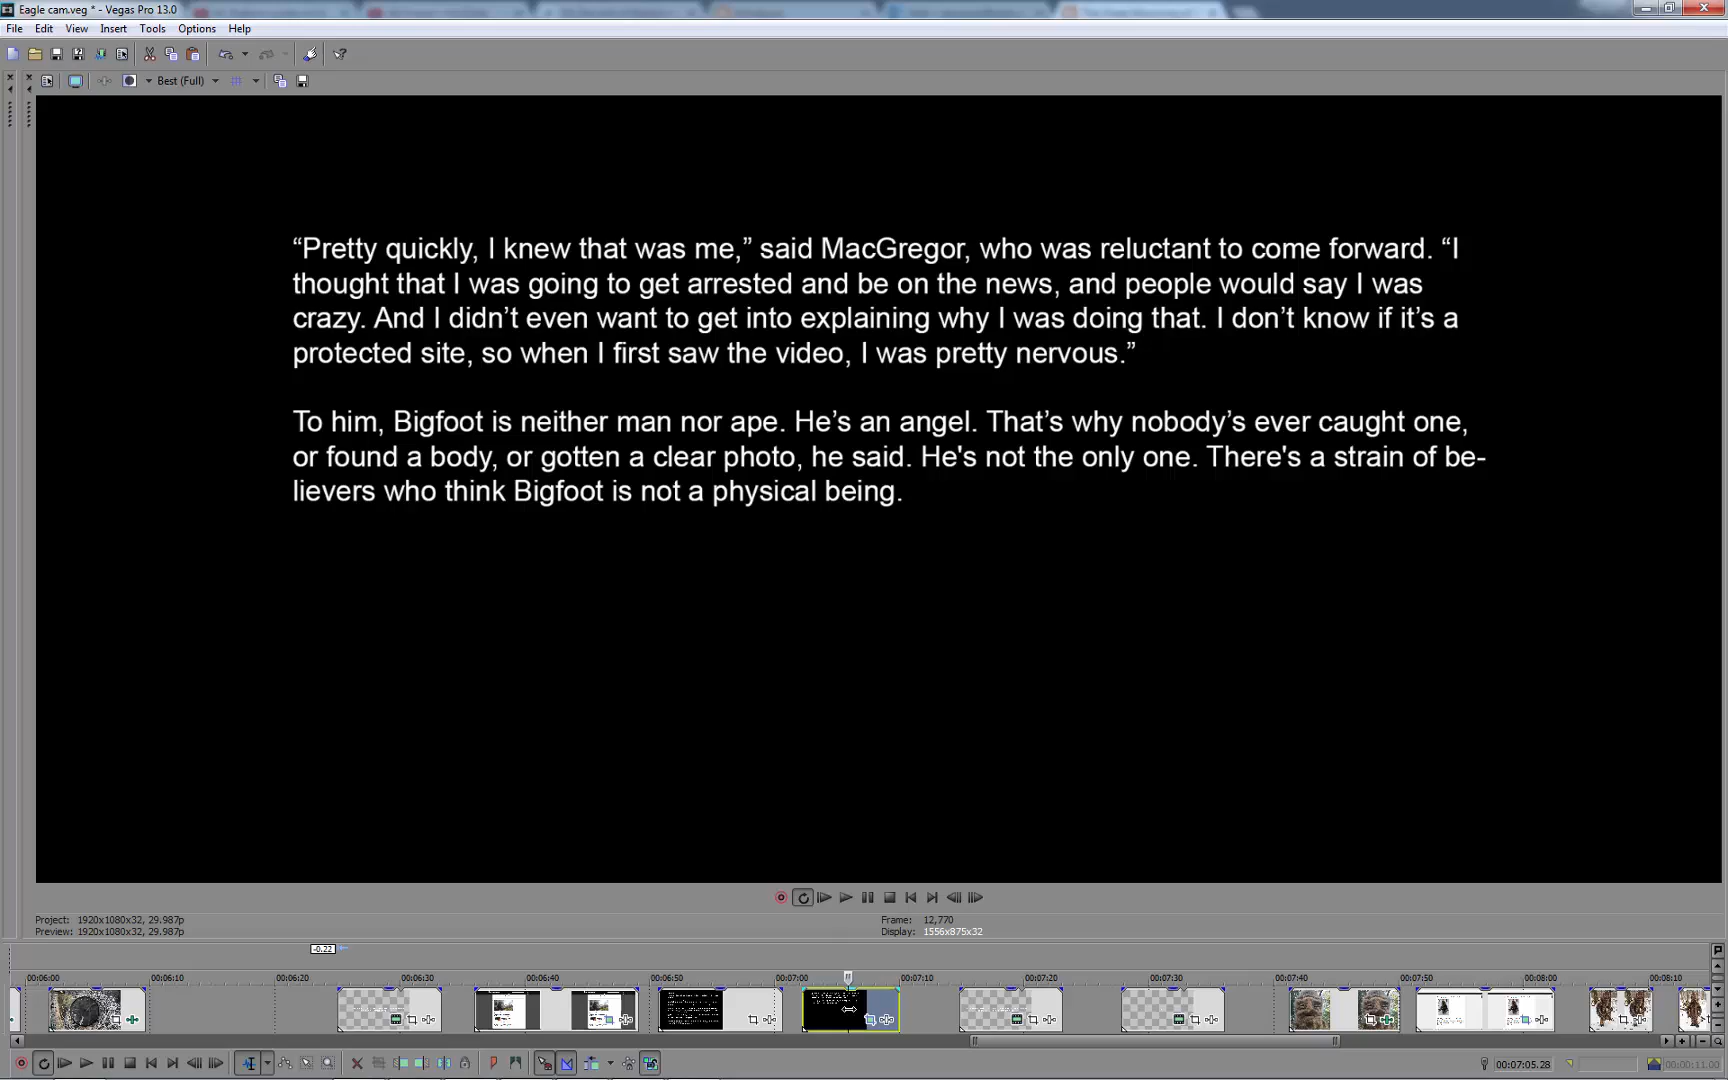 Eagle cam.veg * - Vegas Pro 13.0
File Edit View Insert Tools Options Help
Best (Full)
“Pretty quickly, I knew that was me,” said MacGregor, who was reluctant to come forward. “I
thought that I was going to get arrested and be on the news, and people would say I was
crazy. And I didn’t even want to get into explaining why I was doing that. I don’t know if it’s a
protected site, so when I first saw the video, I was pretty nervous.”
To him, Bigfoot is neither man nor ape. He’s an angel. That’s why nobody’s ever caught one,
or found a body, or gotten a clear photo, he said. He's not the only one. There's a strain of be-
lievers who think Bigfoot is not a physical being.
Project: 1920x1080x32, 29.987p
Preview: 1920x1080x32, 29.987p
Frame: 12,770
Display: 1556x875x32
-0.22
00:06:00 00:06:10 00:06:20 00:06:30 00:06:40 00:06:50 00:07:00 00:07:10 00:07:20 00:07:30 00:07:40 00:07:50 00:08:00 00:08:10
00:07:05.28
00:00:11.00